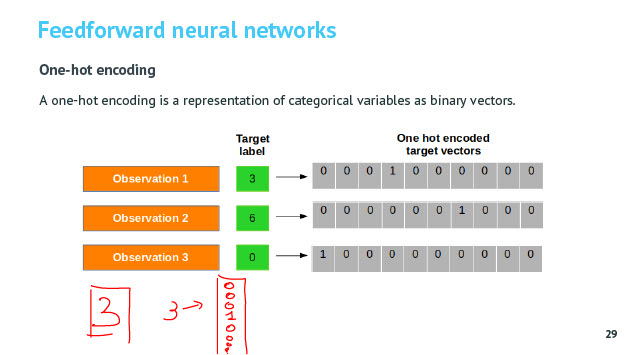 Feedforward neural networks
One-hot encoding
A one-hot encoding is a representation of categorical variables as binary vectors.
Target label
One hot encoded target vectors
Observation 1 3 0 0 0 1 0 0 0 0 0 0
Observation 2 6 0 0 0 0 0 0 1 0 0 0
Observation 3 0 1 0 0 0 0 0 0 0 0 0
3
3 →
0
0
0
1
0
0
29